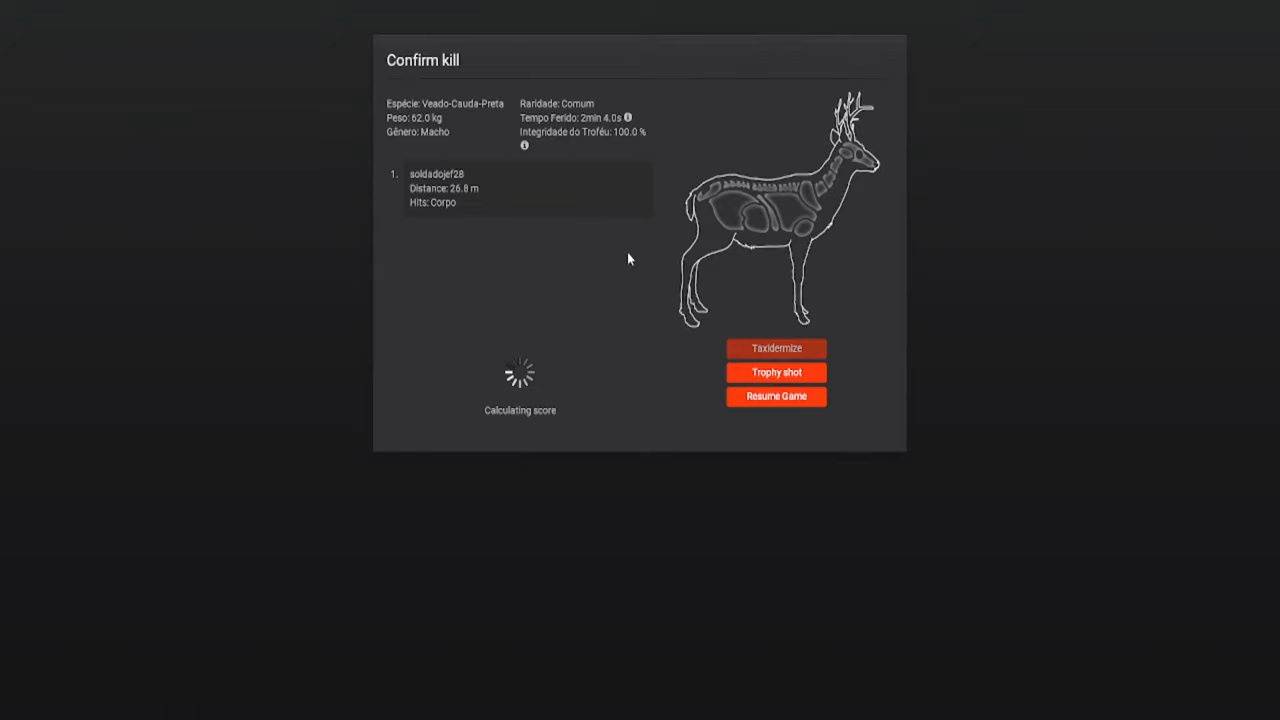 Confirm kill
Espécie: Veado-Cauda-Preta
Peso: 62.0 kg
Gênero: Macho
Raridade: Comum
Tempo Ferido: 2min 4.0s
Integridade do Troféu: 100.0 %
1. soldadojef28
Distance: 26.8 m
Hits: Corpo
Calculating score
Taxidermize
Trophy shot
Resume Game